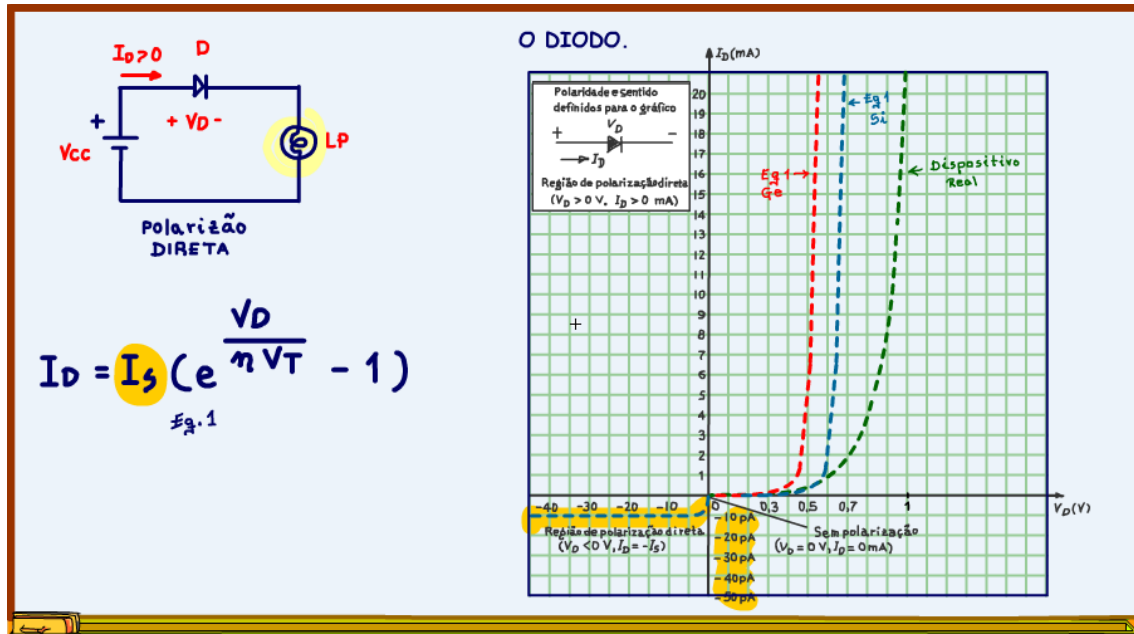 O DIODO.
ID>0
D
+
+ VD -
VCC
LP
Polarizão
DIRETA
ID = IS (e VD/η VT - 1)
Eq.1
ID(mA)
Polaridade e sentido
definidos para o gráfico
VD
+ -
ID
Região de polarização direta
(VD > 0 V, ID > 0 mA)
Eq 1
Si
Eq 1
Ge
Dispositivo
Real
20
19
18
17
16
15
14
13
12
11
10
9
8
7
6
5
4
3
2
1
-40 -30 -20 -10 0 0,3 0,5 0,7 1 VD(V)
-10 pA
-20 pA
-30 pA
-40 pA
-50 pA
Região de polarização direta
(VD <0 V, ID= -IS)
Sem polarização
(VD = 0 V, ID = 0 mA)